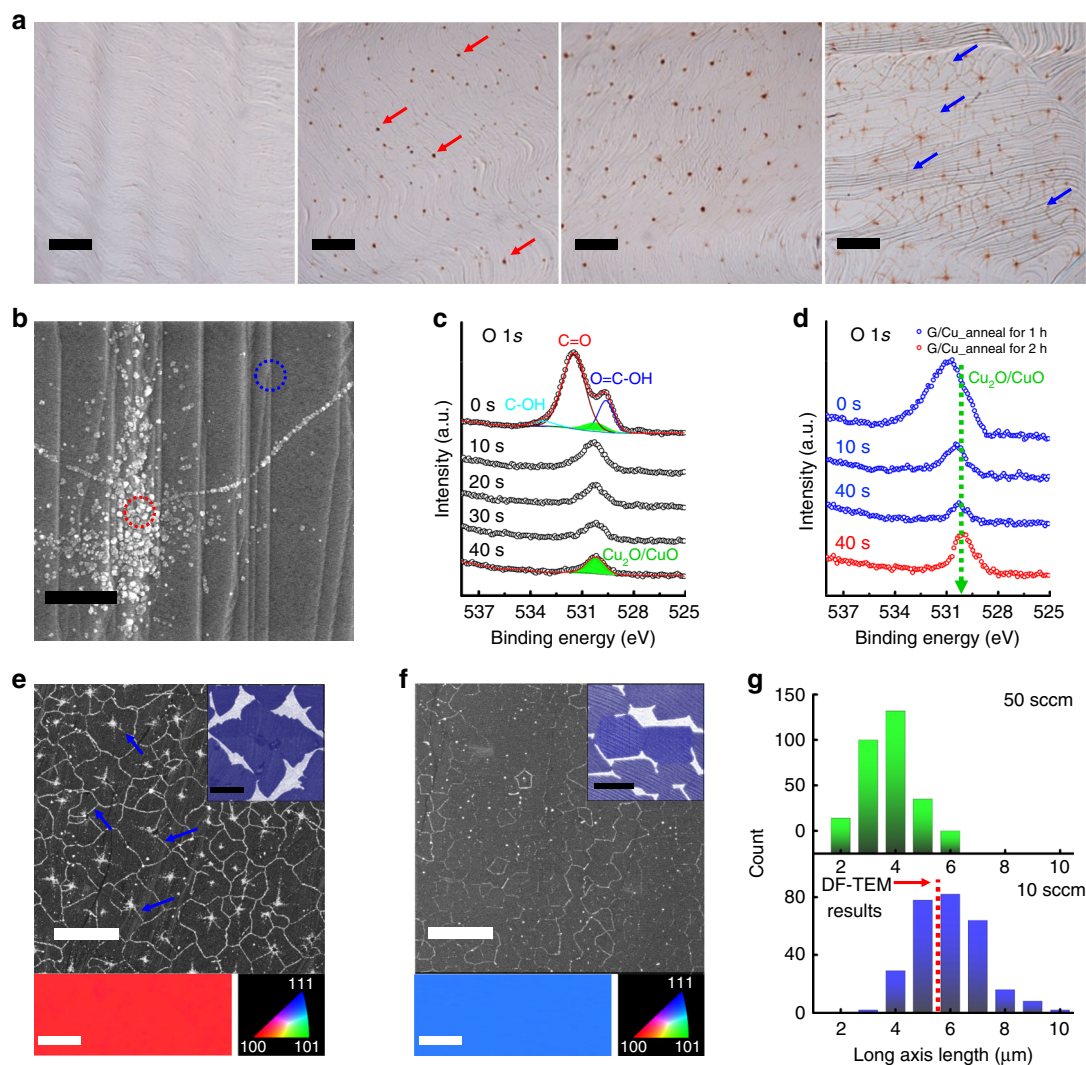 a
b
c
O 1s
C=O
O=C-OH
C-OH
0 s
10 s
20 s
30 s
40 s
Cu2O/CuO
Intensity (a.u.)
537 534 531 528 525
Binding energy (eV)
d
O 1s
G/Cu_anneal for 1 h
G/Cu_anneal for 2 h
Cu2O/CuO
0 s
10 s
40 s
40 s
Intensity (a.u.)
537 534 531 528 525
Binding energy (eV)
e
111
100 101
f
111
100 101
g
150
100
50
0
50 sccm
2 4 6 8 10
Count
DF-TEM
results
10 sccm
80
40
0
2 4 6 8 10
Long axis length (μm)